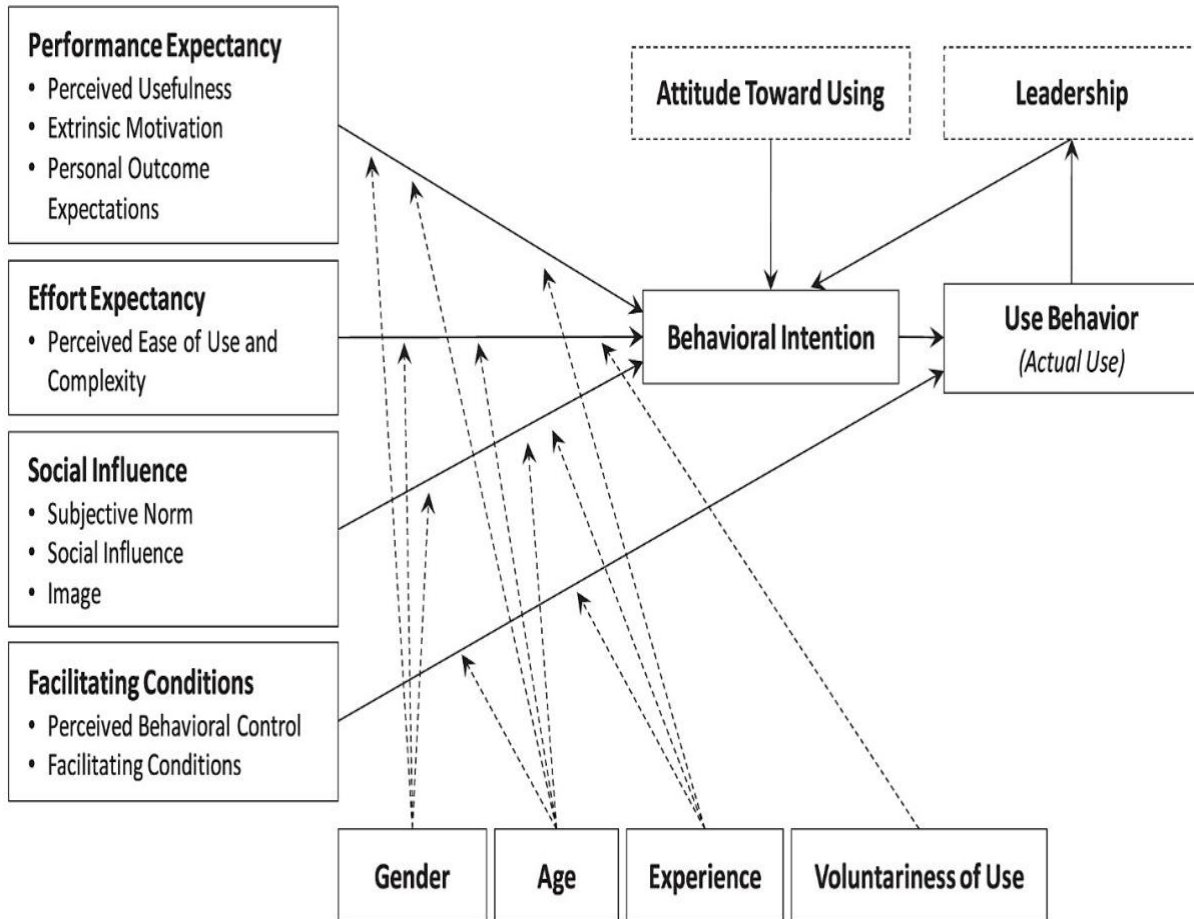 Performance Expectancy
• Perceived Usefulness
• Extrinsic Motivation
• Personal Outcome
Expectations
Attitude Toward Using
Leadership
Effort Expectancy
• Perceived Ease of Use and
Complexity
Behavioral Intention
Use Behavior
(Actual Use)
Social Influence
• Subjective Norm
• Social Influence
• Image
Facilitating Conditions
• Perceived Behavioral Control
• Facilitating Conditions
Gender
Age
Experience
Voluntariness of Use